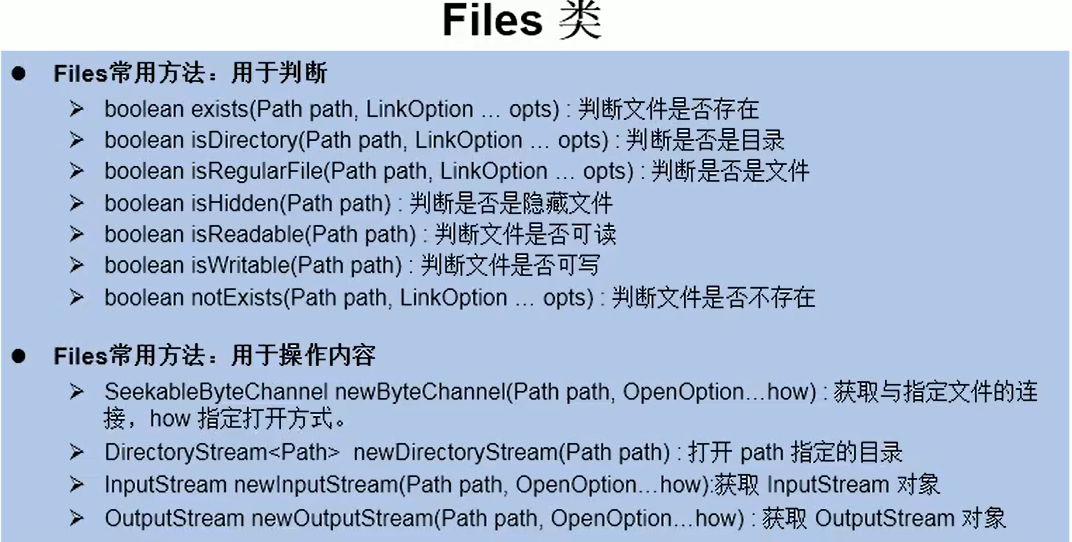 Files 类
● Files常用方法：用于判断
➢ boolean exists(Path path, LinkOption … opts) : 判断文件是否存在
➢ boolean isDirectory(Path path, LinkOption … opts) : 判断是否是目录
➢ boolean isRegularFile(Path path, LinkOption … opts) : 判断是否是文件
➢ boolean isHidden(Path path) : 判断是否是隐藏文件
➢ boolean isReadable(Path path) : 判断文件是否可读
➢ boolean isWritable(Path path) : 判断文件是否可写
➢ boolean notExists(Path path, LinkOption … opts) : 判断文件是否不存在
● Files常用方法：用于操作内容
➢ SeekableByteChannel newByteChannel(Path path, OpenOption…how) : 获取与指定文件的连
接，how 指定打开方式。
➢ DirectoryStream<Path> newDirectoryStream(Path path) : 打开 path 指定的目录
➢ InputStream newInputStream(Path path, OpenOption…how):获取 InputStream 对象
➢ OutputStream newOutputStream(Path path, OpenOption…how) : 获取 OutputStream 对象